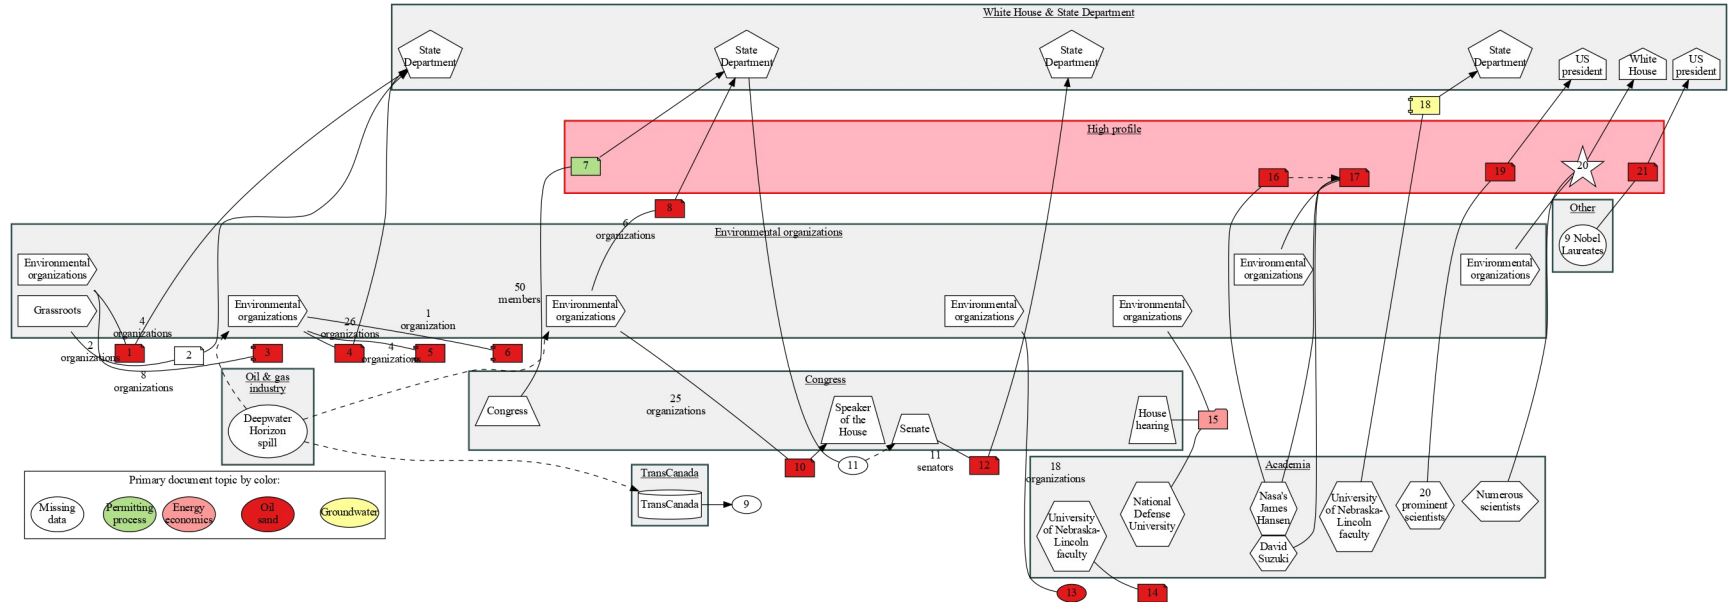 White House & State Department
State
Department
State
Department
State
Department
State
Department
US
president
White
House
US
president
18
High profile
7
16
17
19
20
21
8
6
organizations
Other
9 Nobel
Laureates
Environmental organizations
Environmental
organizations
Grassroots
Environmental
organizations
50
members
Environmental
organizations
Environmental
organizations
Environmental
organizations
Environmental
organizations
Environmental
organizations
4
organizations
2
organizations
8
organizations
26
organizations
4
organizations
1
organization
1
2
3
4
5
6
Oil & gas
industry
Deepwater
Horizon
spill
Congress
Congress
25
organizations
Speaker
of the
House
Senate
House
hearing
15
10
11
11
senators
12
TransCanada
TransCanada
9
18
organizations
Academia
University
of Nebraska-
Lincoln
faculty
National
Defense
University
Nasa's
James
Hansen
David
Suzuki
University
of Nebraska-
Lincoln
faculty
20
prominent
scientists
Numerous
scientists
13
14
Primary document topic by color:
Missing
data
Permitting
process
Energy
economics
Oil
sand
Groundwater